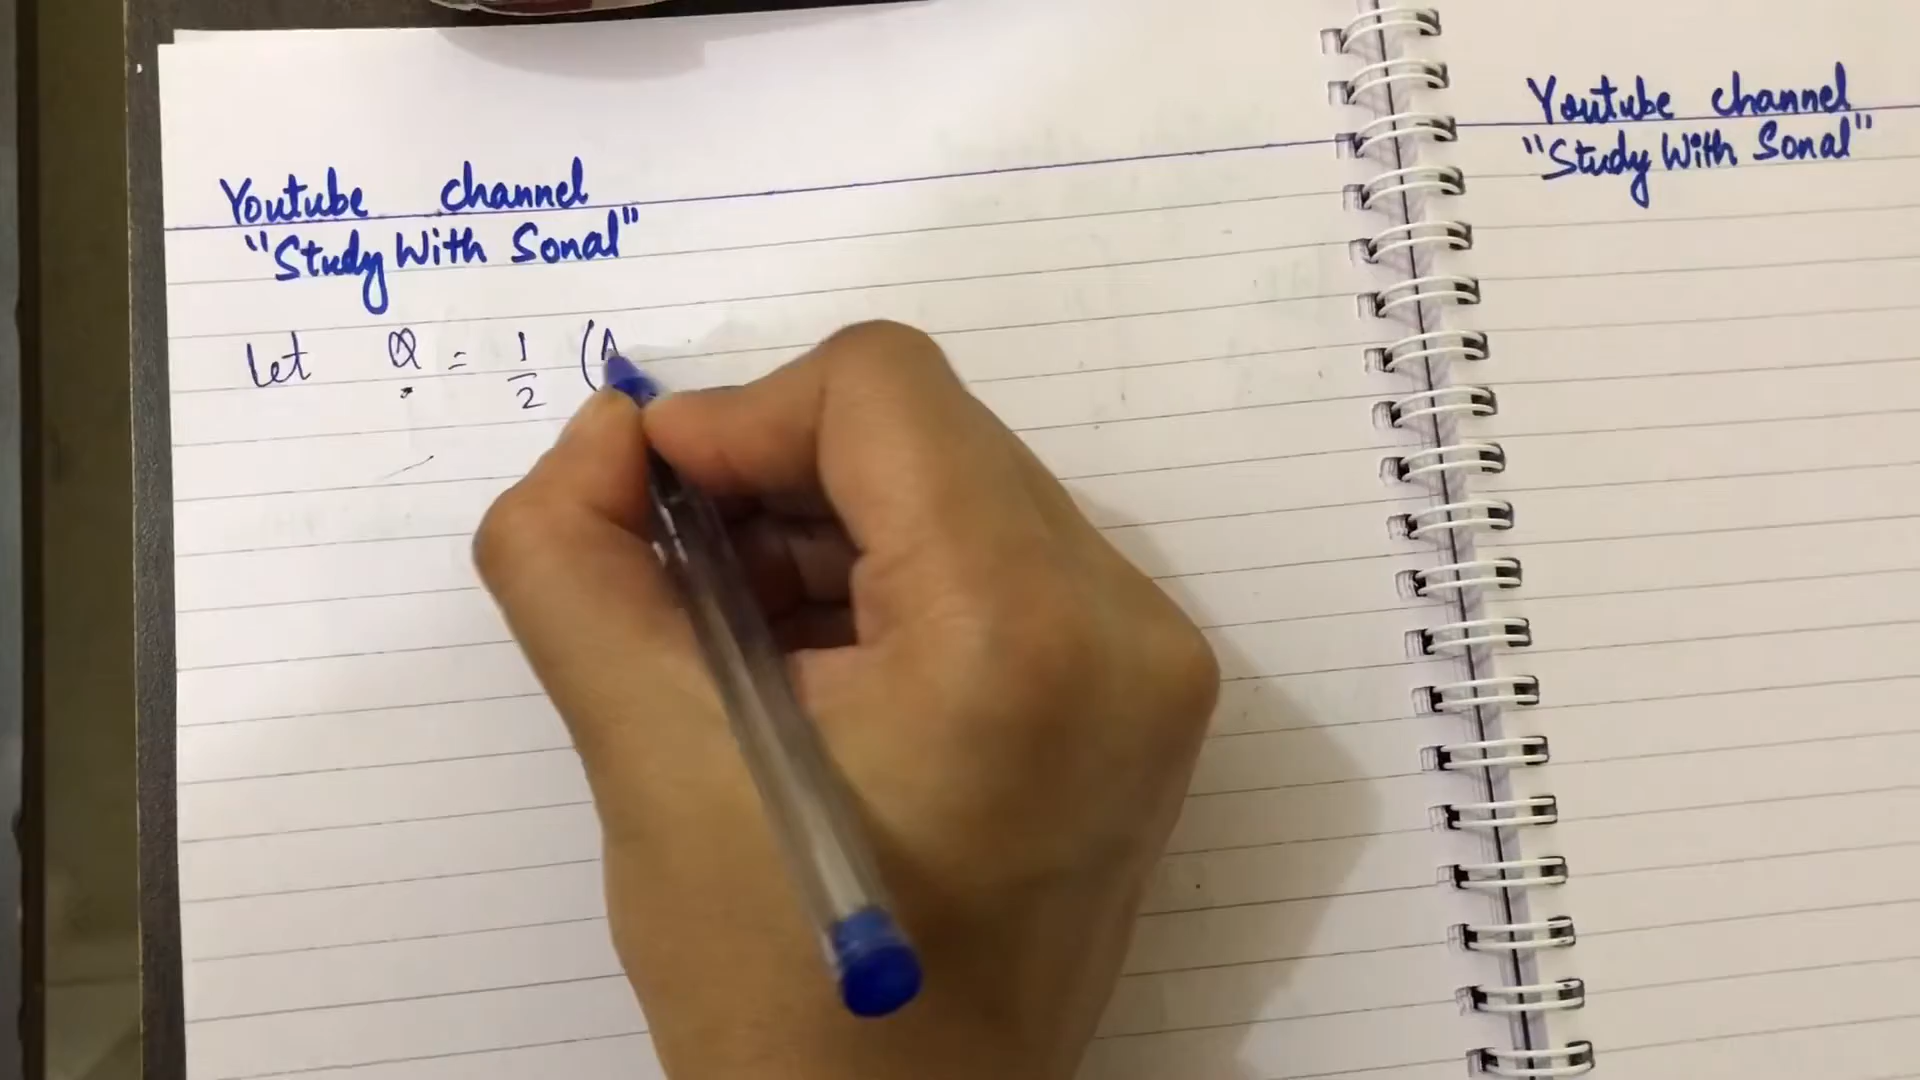 Youtube channel
"Study With Sonal"
Let Q = 1/2 (A
Youtube channel
"Study With Sonal"